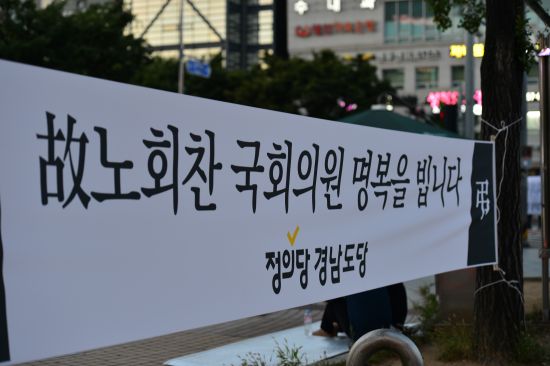 故노회찬 국회의원 명복을 빕니다
정의당 경남도당
弔